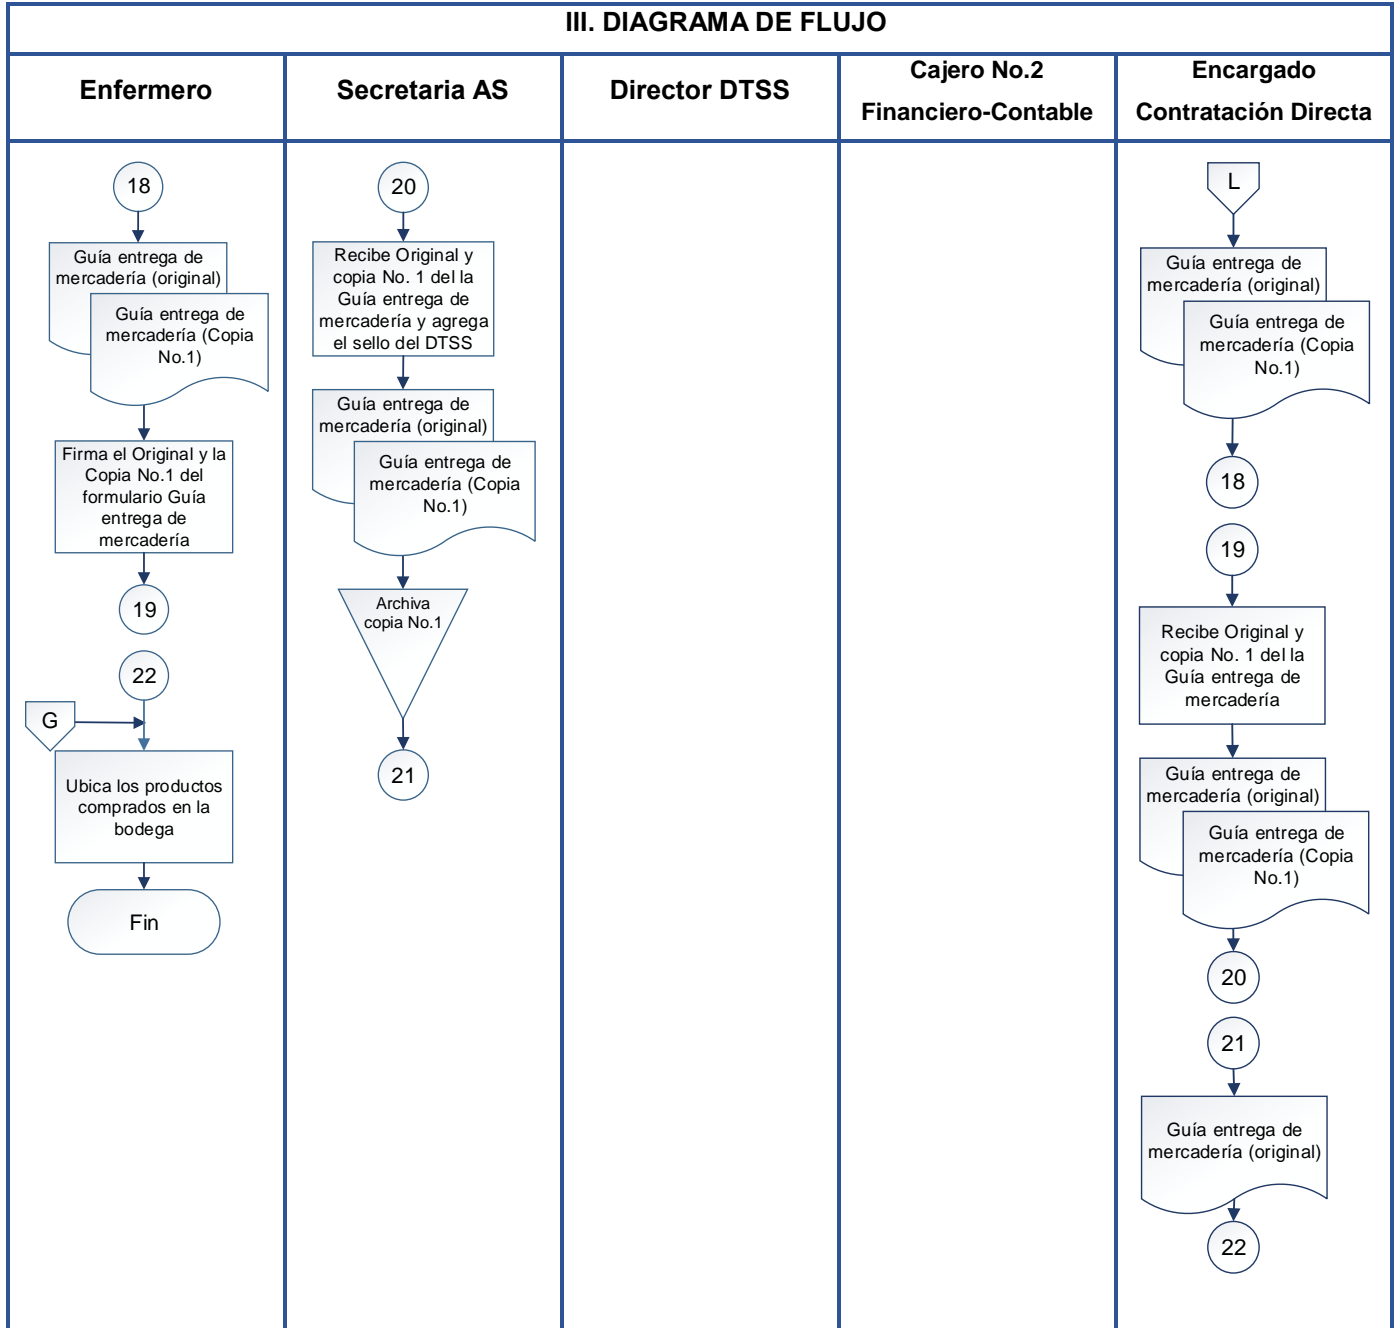 III. DIAGRAMA DE FLUJO
Enfermero
Secretaria AS
Director DTSS
Cajero No.2
Financiero-Contable
Encargado
Contratación Directa
18
Guía entrega de
mercadería (original)
Guía entrega de
mercadería (Copia
No.1)
Firma el Original y la
Copia No.1 del
formulario Guía
entrega de
mercadería
19
22
G
Ubica los productos
comprados en la
bodega
Fin
20
Recibe Original y
copia No. 1 del la
Guía entrega de
mercadería y agrega
el sello del DTSS
Guía entrega de
mercadería (original)
Guía entrega de
mercadería (Copia
No.1)
Archiva
copia No.1
21
L
Guía entrega de
mercadería (original)
Guía entrega de
mercadería (Copia
No.1)
18
19
Recibe Original y
copia No. 1 del la
Guía entrega de
mercadería
Guía entrega de
mercadería (original)
Guía entrega de
mercadería (Copia
No.1)
20
21
Guía entrega de
mercadería (original)
22